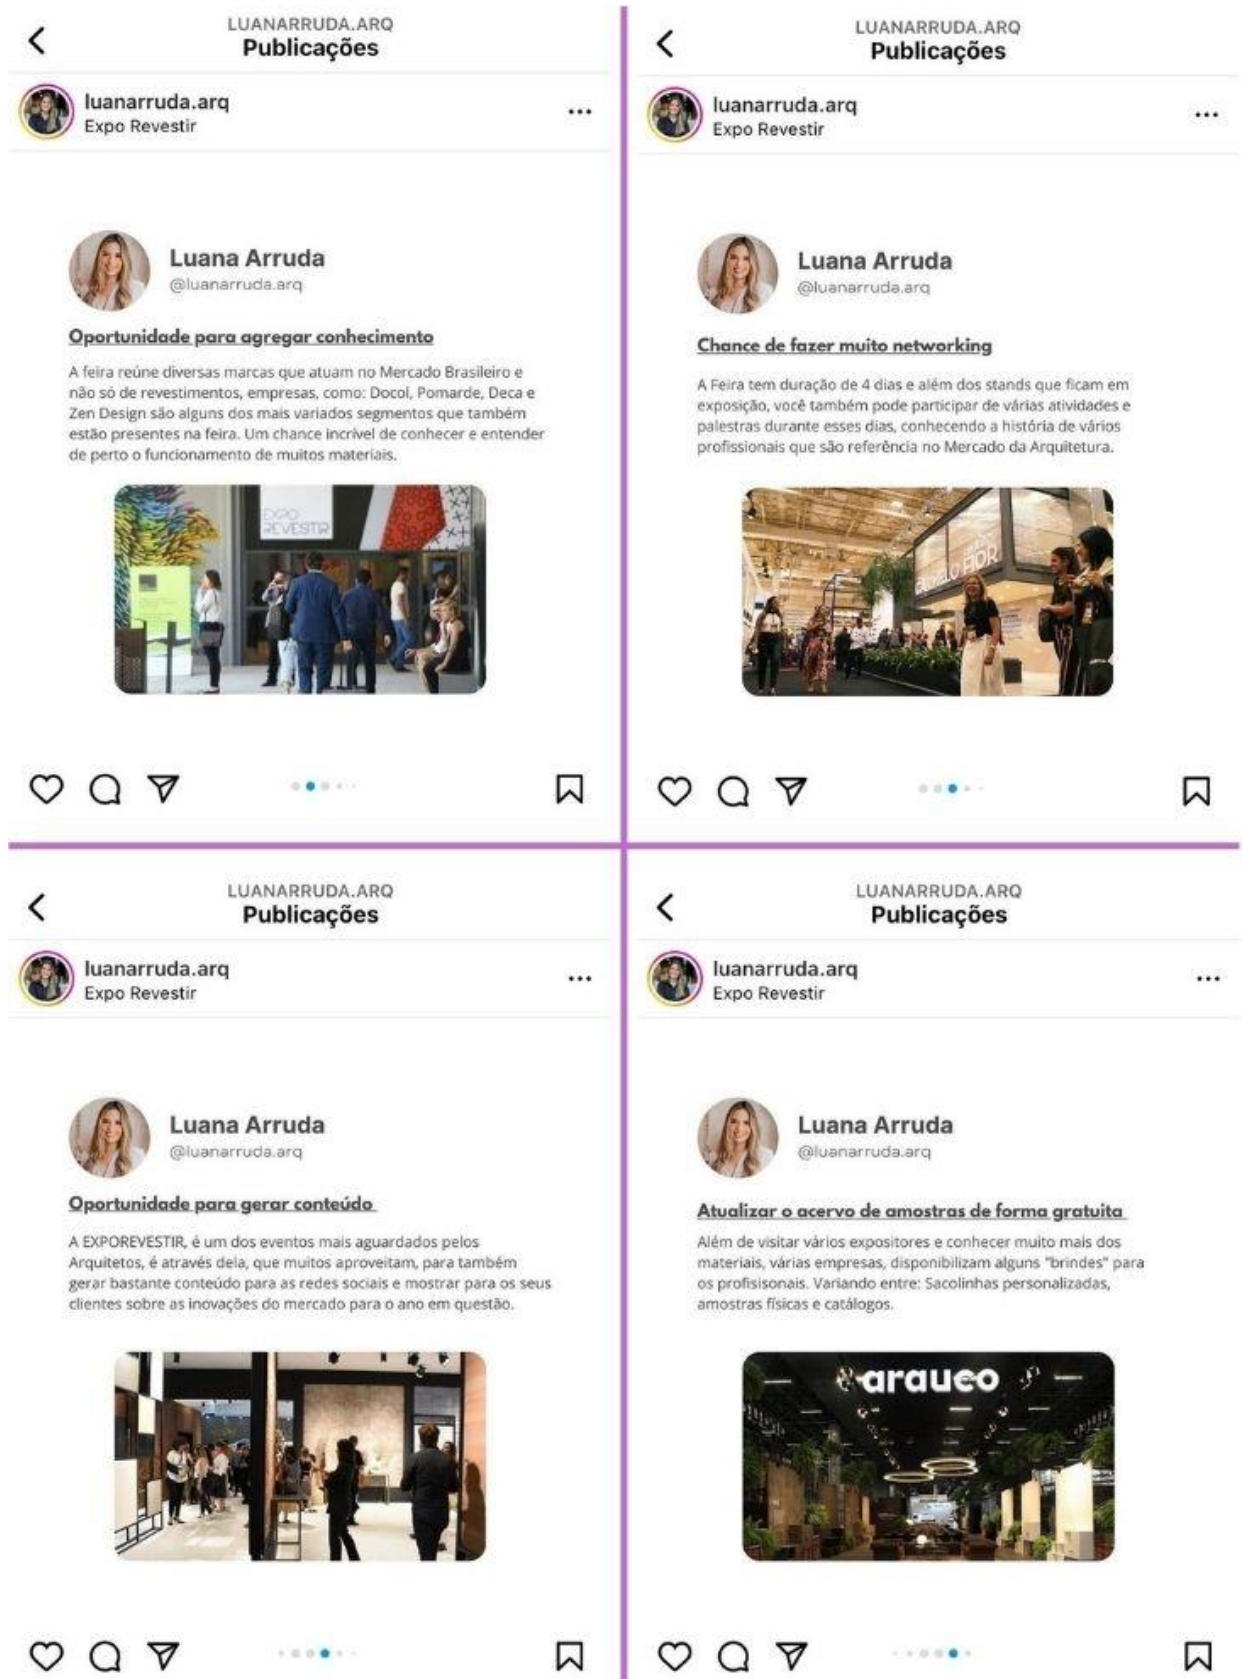 LUANARRUDA.ARQ
Publicações
luanarruda.arq
Expo Revestir
Luana Arruda
@luanarruda.arq
Oportunidade para agregar conhecimento
A feira reúne diversas marcas que atuam no Mercado Brasileiro e
não só de revestimentos, empresas, como: Docol, Pomarde, Deca e
Zen Design são alguns dos mais variados segmentos que também
estão presentes na feira. Um chance incrível de conhecer e entender
de perto o funcionamento de muitos materiais.
EXPO
REVESTIR
LUANARRUDA.ARQ
Publicações
luanarruda.arq
Expo Revestir
Luana Arruda
@luanarruda.arq
Chance de fazer muito networking
A Feira tem duração de 4 dias e além dos stands que ficam em
exposição, você também pode participar de várias atividades e
palestras durante esses dias, conhecendo a história de vários
profissionais que são referência no Mercado da Arquitetura.
LUANARRUDA.ARQ
Publicações
luanarruda.arq
Expo Revestir
Luana Arruda
@luanarruda.arq
Oportunidade para gerar conteúdo
A EXPOREVESTIR, é um dos eventos mais aguardados pelos
Arquitetos, é através dela, que muitos aproveitam, para também
gerar bastante conteúdo para as redes sociais e mostrar para os seus
clientes sobre as inovações do mercado para o ano em questão.
LUANARRUDA.ARQ
Publicações
luanarruda.arq
Expo Revestir
Luana Arruda
@luanarruda.arq
Atualizar o acervo de amostras de forma gratuita
Além de visitar vários expositores e conhecer muito mais dos
materiais, várias empresas, disponibilizam alguns "brindes" para
os profisisonais. Variando entre: Sacolinhas personalizadas,
amostras físicas e catálogos.
arauco